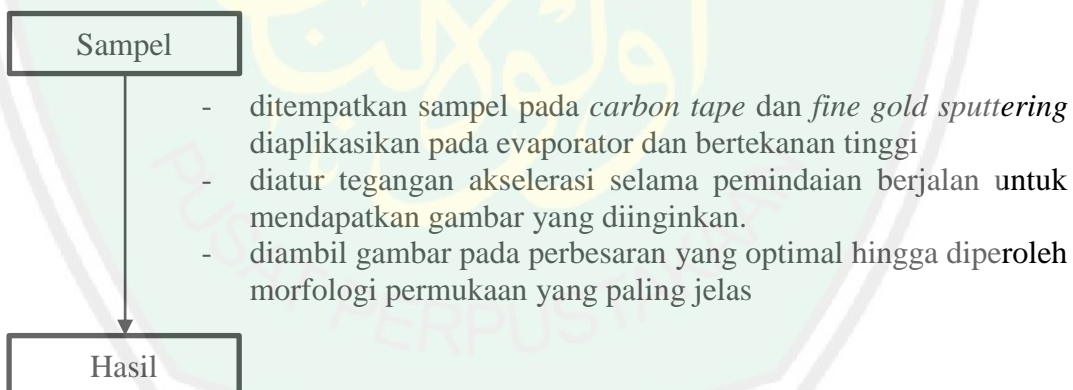 Sampel
- ditempatkan sampel pada carbon tape dan fine gold sputtering
diaplikasikan pada evaporator dan bertekanan tinggi
- diatur tegangan akselerasi selama pemindaian berjalan untuk
mendapatkan gambar yang diinginkan.
- diambil gambar pada perbesaran yang optimal hingga diperoleh
morfologi permukaan yang paling jelas
Hasil